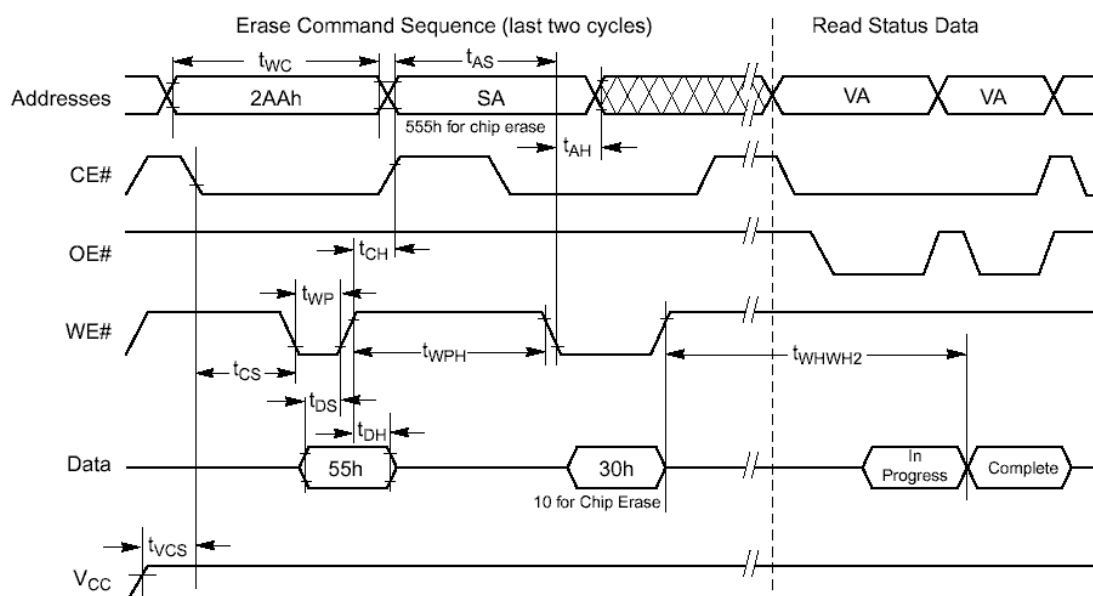 Erase Command Sequence (last two cycles)
Read Status Data
tWC
tAS
Addresses
2AAh
SA
VA
VA
555h for chip erase
tAH
CE#
tCH
OE#
tWP
WE#
tWPH
tWHWH2
tCS
tDS
tDH
Data
55h
30h
In
Progress
Complete
10 for Chip Erase
tVCS
VCC